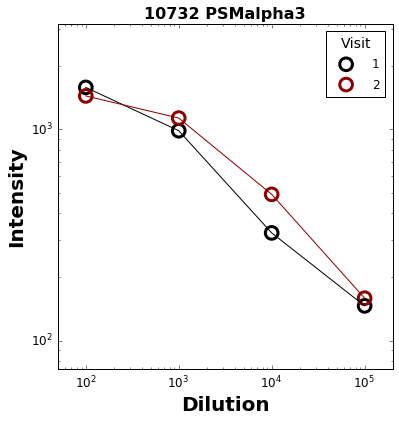 10732 PSMalpha3
Visit
1
2
Intensity
10³
10²
10² 10³ 10⁴ 10⁵
Dilution